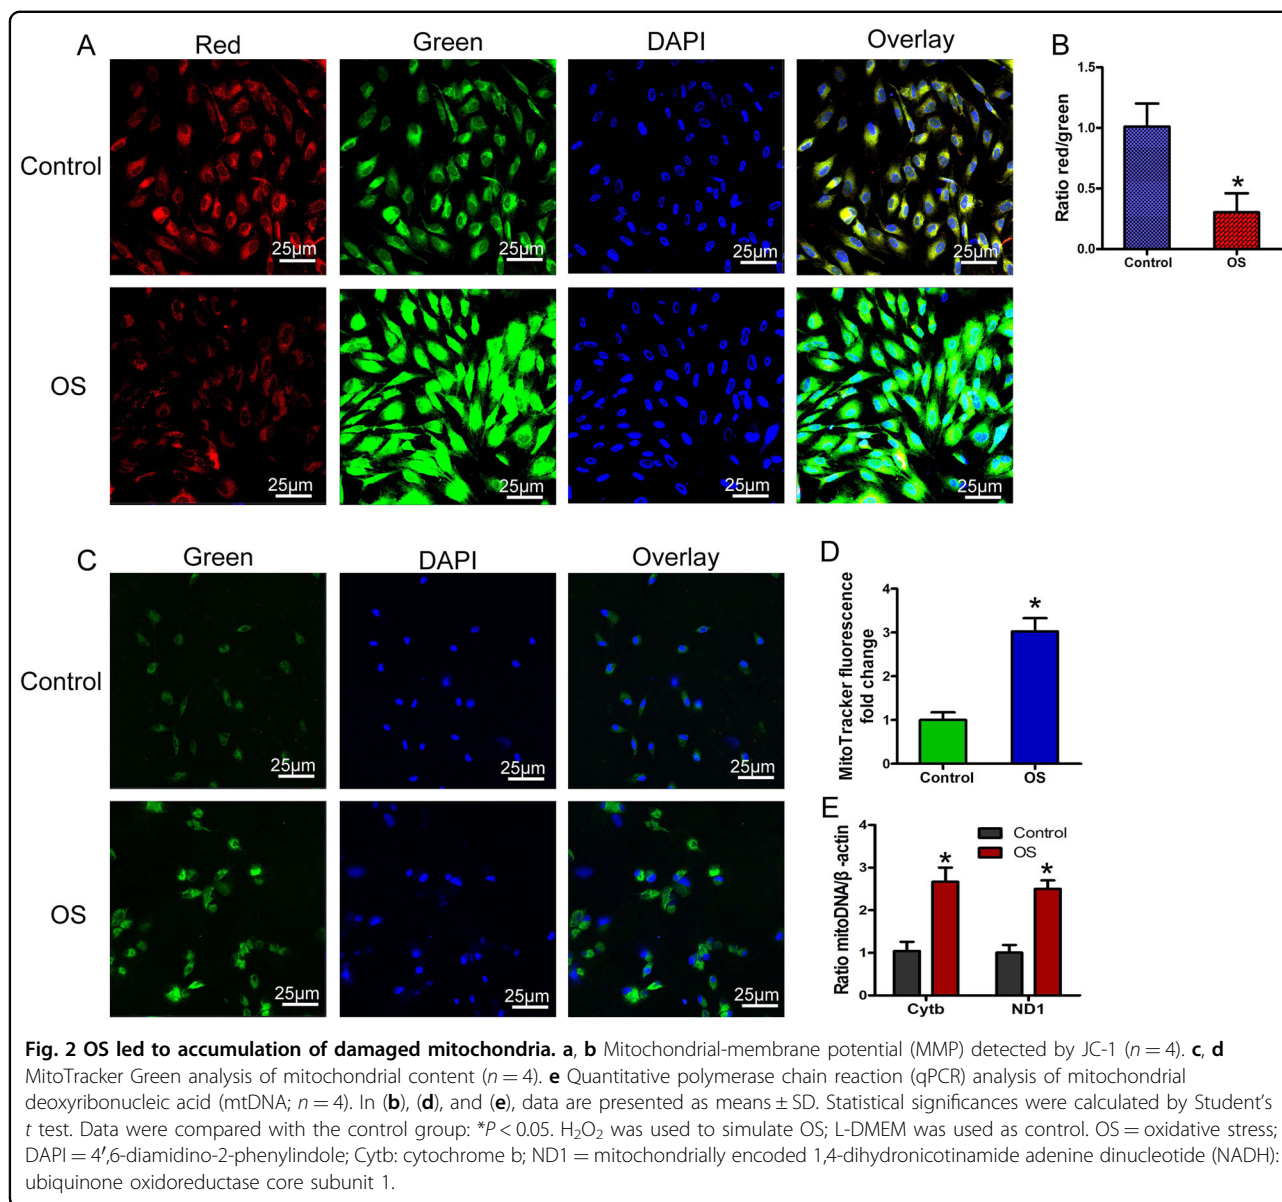 A
Red
Green
DAPI
Overlay
Control
25µm
25µm
25µm
25µm
OS
25µm
25µm
25µm
25µm
B
Ratio red/green
1.5
1.0
0.5
0.0
*
Control
OS
C
Green
DAPI
Overlay
Control
25µm
25µm
25µm
OS
25µm
25µm
25µm
D
MitoTracker fluorescence
fold change
4
3
2
1
0
*
Control
OS
E
Ratio mitoDNA/β -actin
4
3
2
1
0
Control
OS
*
*
Cytb
ND1
Fig. 2 OS led to accumulation of damaged mitochondria. a, b Mitochondrial-membrane potential (MMP) detected by JC-1 (n = 4). c, d
MitoTracker Green analysis of mitochondrial content (n = 4). e Quantitative polymerase chain reaction (qPCR) analysis of mitochondrial
deoxyribonucleic acid (mtDNA; n = 4). In (b), (d), and (e), data are presented as means ± SD. Statistical significances were calculated by Student's
t test. Data were compared with the control group: *P < 0.05. H₂O₂ was used to simulate OS; L-DMEM was used as control. OS = oxidative stress;
DAPI = 4′,6-diamidino-2-phenylindole; Cytb: cytochrome b; ND1 = mitochondrially encoded 1,4-dihydronicotinamide adenine dinucleotide (NADH):
ubiquinone oxidoreductase core subunit 1.